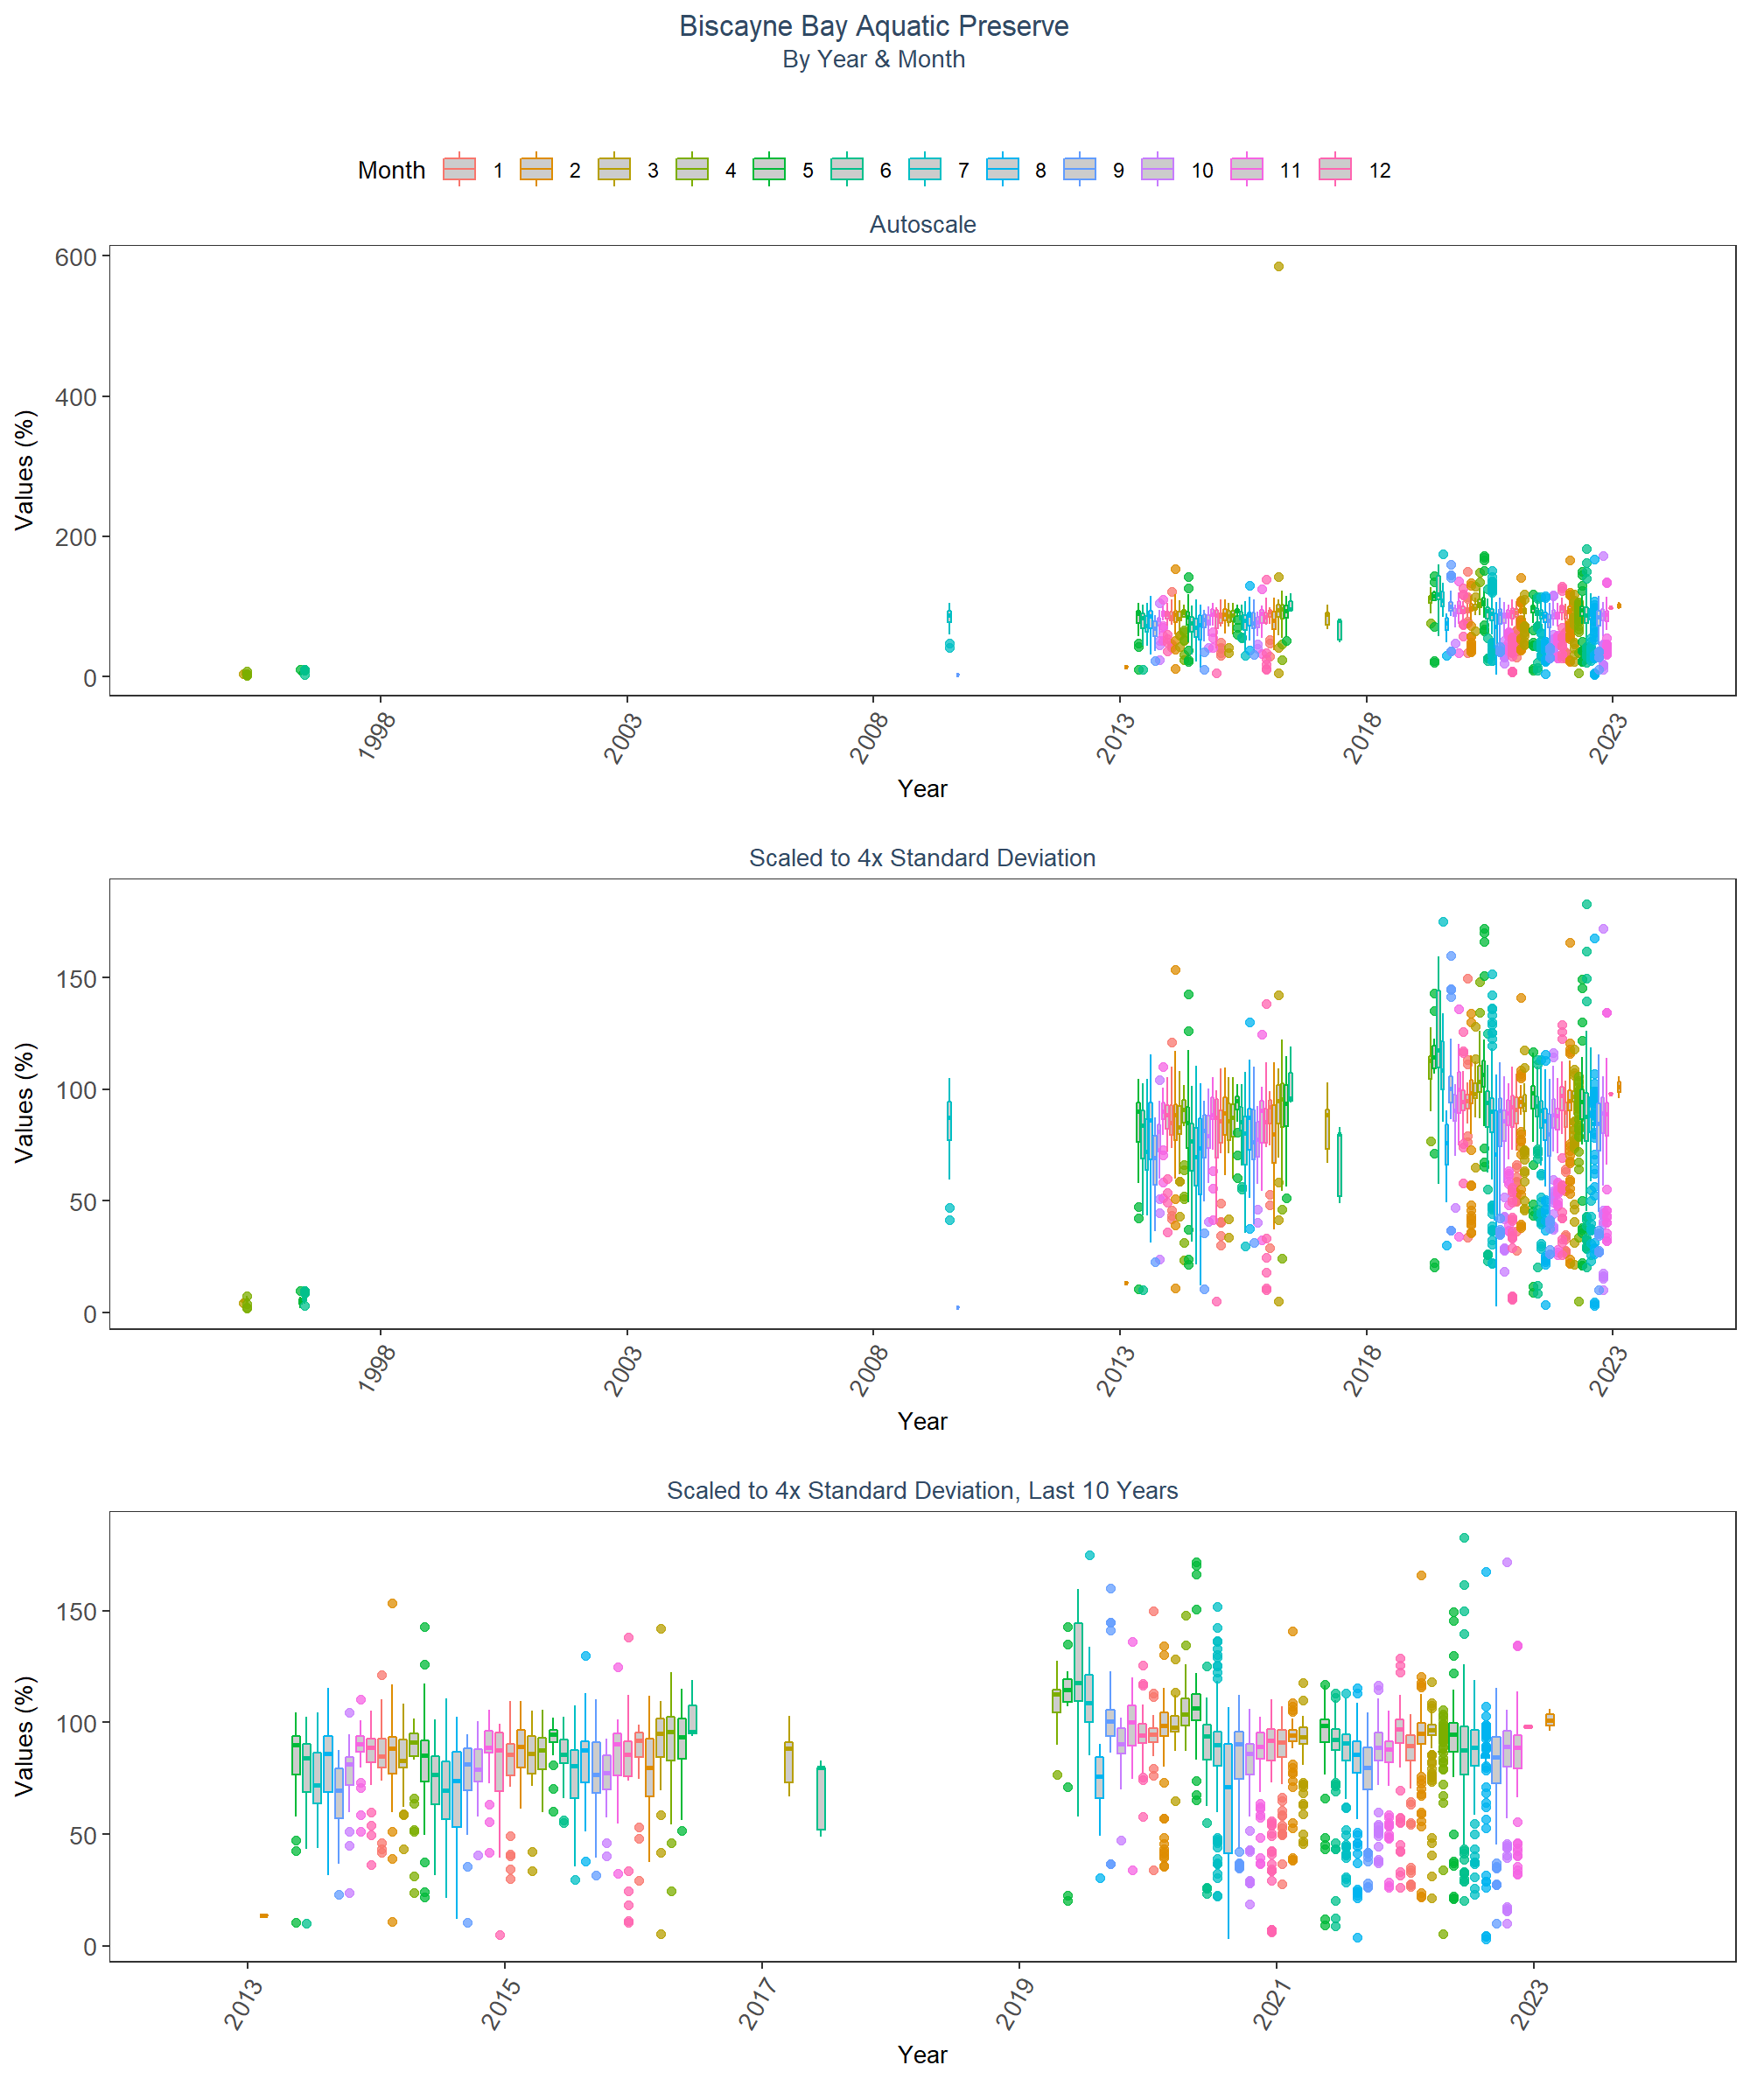 Biscayne Bay Aquatic Preserve
By Year & Month
Month 1 2 3 4 5 6 7 8 9 10 11 12
Autoscale
Values (%)
600
400
200
0
1998 2003 2008 2013 2018 2023
Year
Scaled to 4x Standard Deviation
Values (%)
150
100
50
0
1998 2003 2008 2013 2018 2023
Year
Scaled to 4x Standard Deviation, Last 10 Years
Values (%)
150
100
50
0
2013 2015 2017 2019 2021 2023
Year